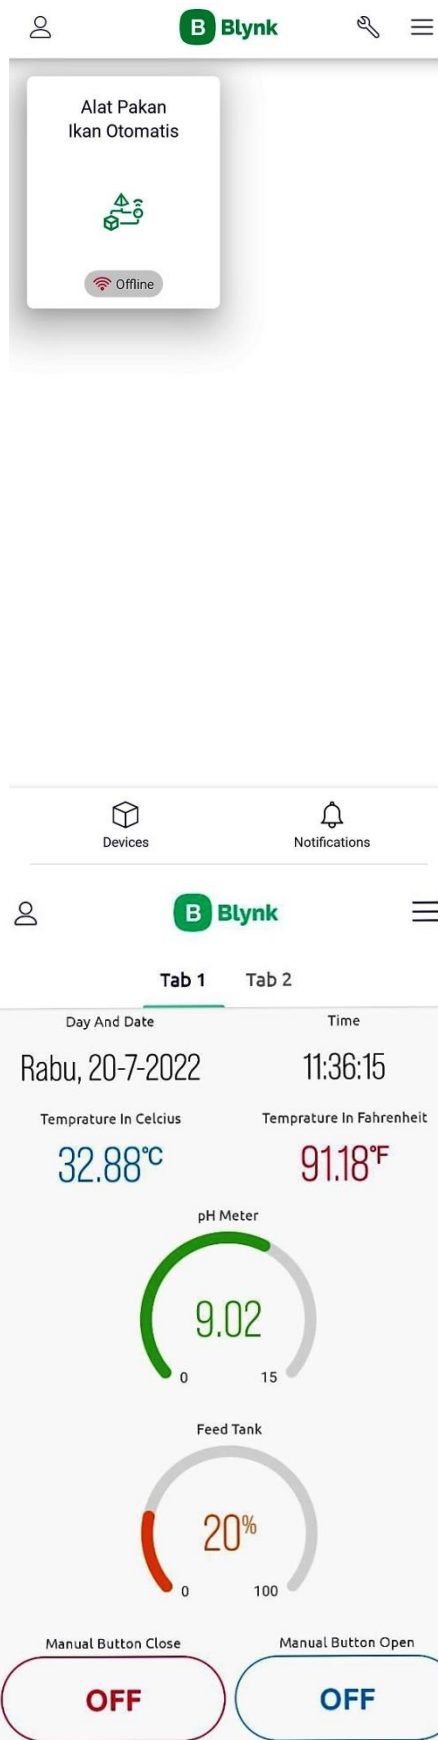 B Blynk
Alat Pakan
Ikan Otomatis
Offline
Devices
Notifications
B Blynk
Tab 1
Tab 2
Day And Date
Time
Rabu, 20-7-2022
11:36:15
Temprature In Celcius
Temprature In Fahrenheit
32.88°C
91.18°F
pH Meter
9.02
0
15
Feed Tank
20%
0
100
Manual Button Close
Manual Button Open
OFF
OFF